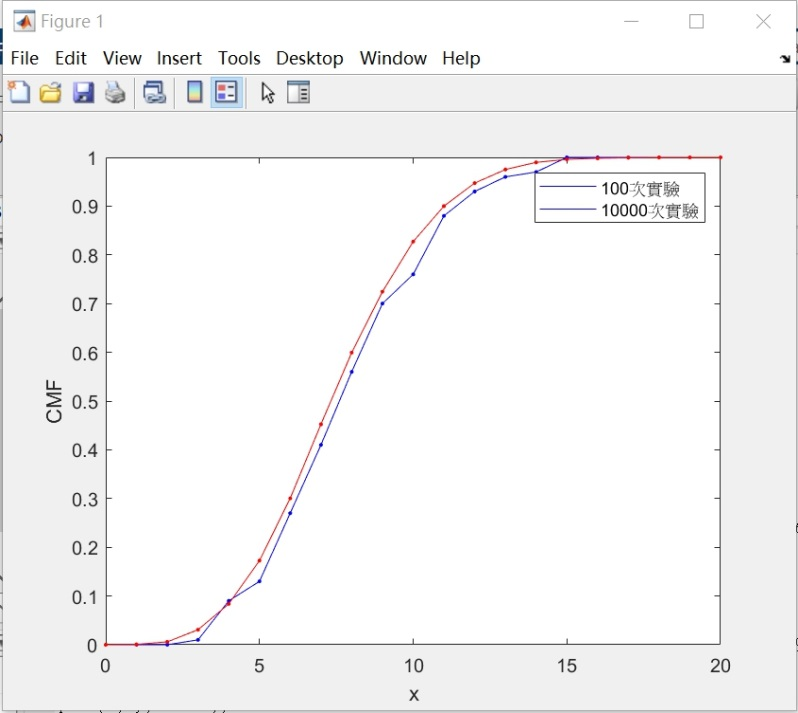 Figure 1
File Edit View Insert Tools Desktop Window Help
1
0.9
0.8
0.7
0.6
0.5
0.4
0.3
0.2
0.1
0
CMF
100次實驗
10000次實驗
0 5 10 15 20
x